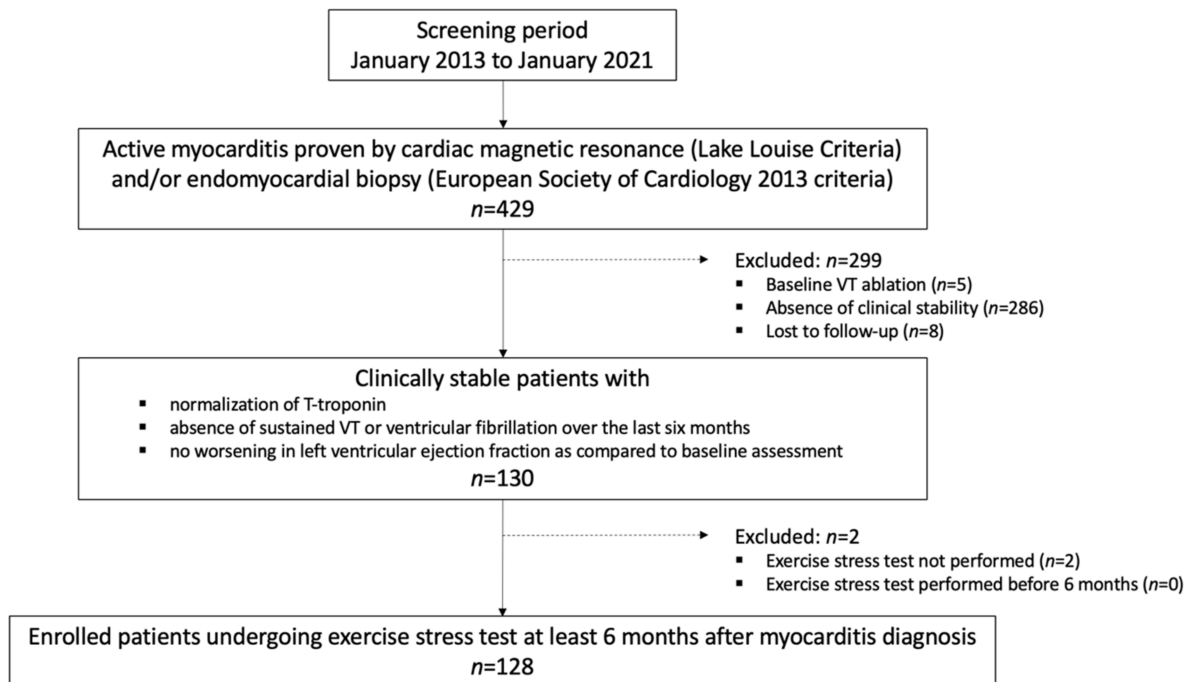 Screening period
January 2013 to January 2021
Active myocarditis proven by cardiac magnetic resonance (Lake Louise Criteria)
and/or endomyocardial biopsy (European Society of Cardiology 2013 criteria)
n=429
Excluded: n=299
▪ Baseline VT ablation (n=5)
▪ Absence of clinical stability (n=286)
▪ Lost to follow-up (n=8)
Clinically stable patients with
▪ normalization of T-troponin
▪ absence of sustained VT or ventricular fibrillation over the last six months
▪ no worsening in left ventricular ejection fraction as compared to baseline assessment
n=130
Excluded: n=2
▪ Exercise stress test not performed (n=2)
▪ Exercise stress test performed before 6 months (n=0)
Enrolled patients undergoing exercise stress test at least 6 months after myocarditis diagnosis
n=128